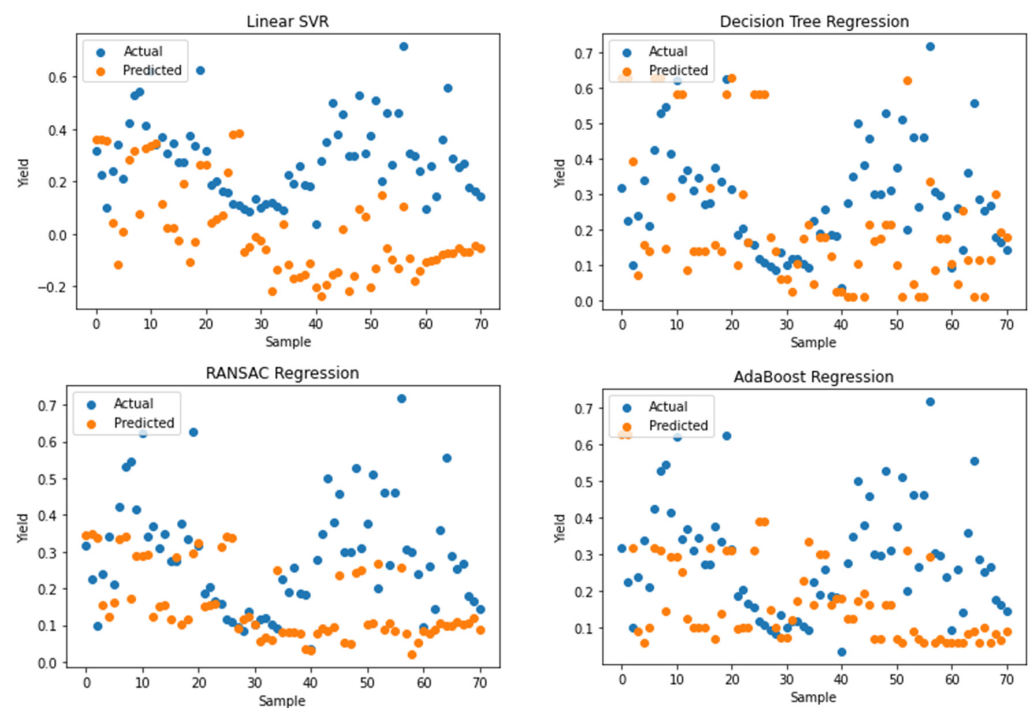 Linear SVR
Actual
Predicted
Yield
0.6
0.4
0.2
0.0
−0.2
0 10 20 30 40 50 60 70
Sample
Decision Tree Regression
Actual
Predicted
Yield
0.7
0.6
0.5
0.4
0.3
0.2
0.1
0.0
0 10 20 30 40 50 60 70
Sample
RANSAC Regression
Actual
Predicted
Yield
0.7
0.6
0.5
0.4
0.3
0.2
0.1
0.0
0 10 20 30 40 50 60 70
Sample
AdaBoost Regression
Actual
Predicted
Yield
0.7
0.6
0.5
0.4
0.3
0.2
0.1
0 10 20 30 40 50 60 70
Sample